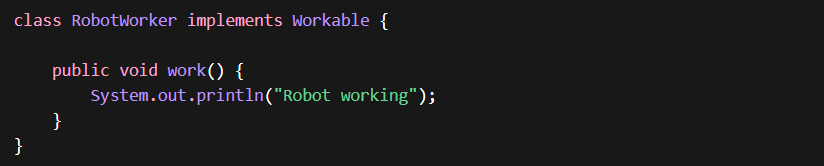 class RobotWorker implements Workable {
    public void work() {
        System.out.println("Robot working");
    }
}